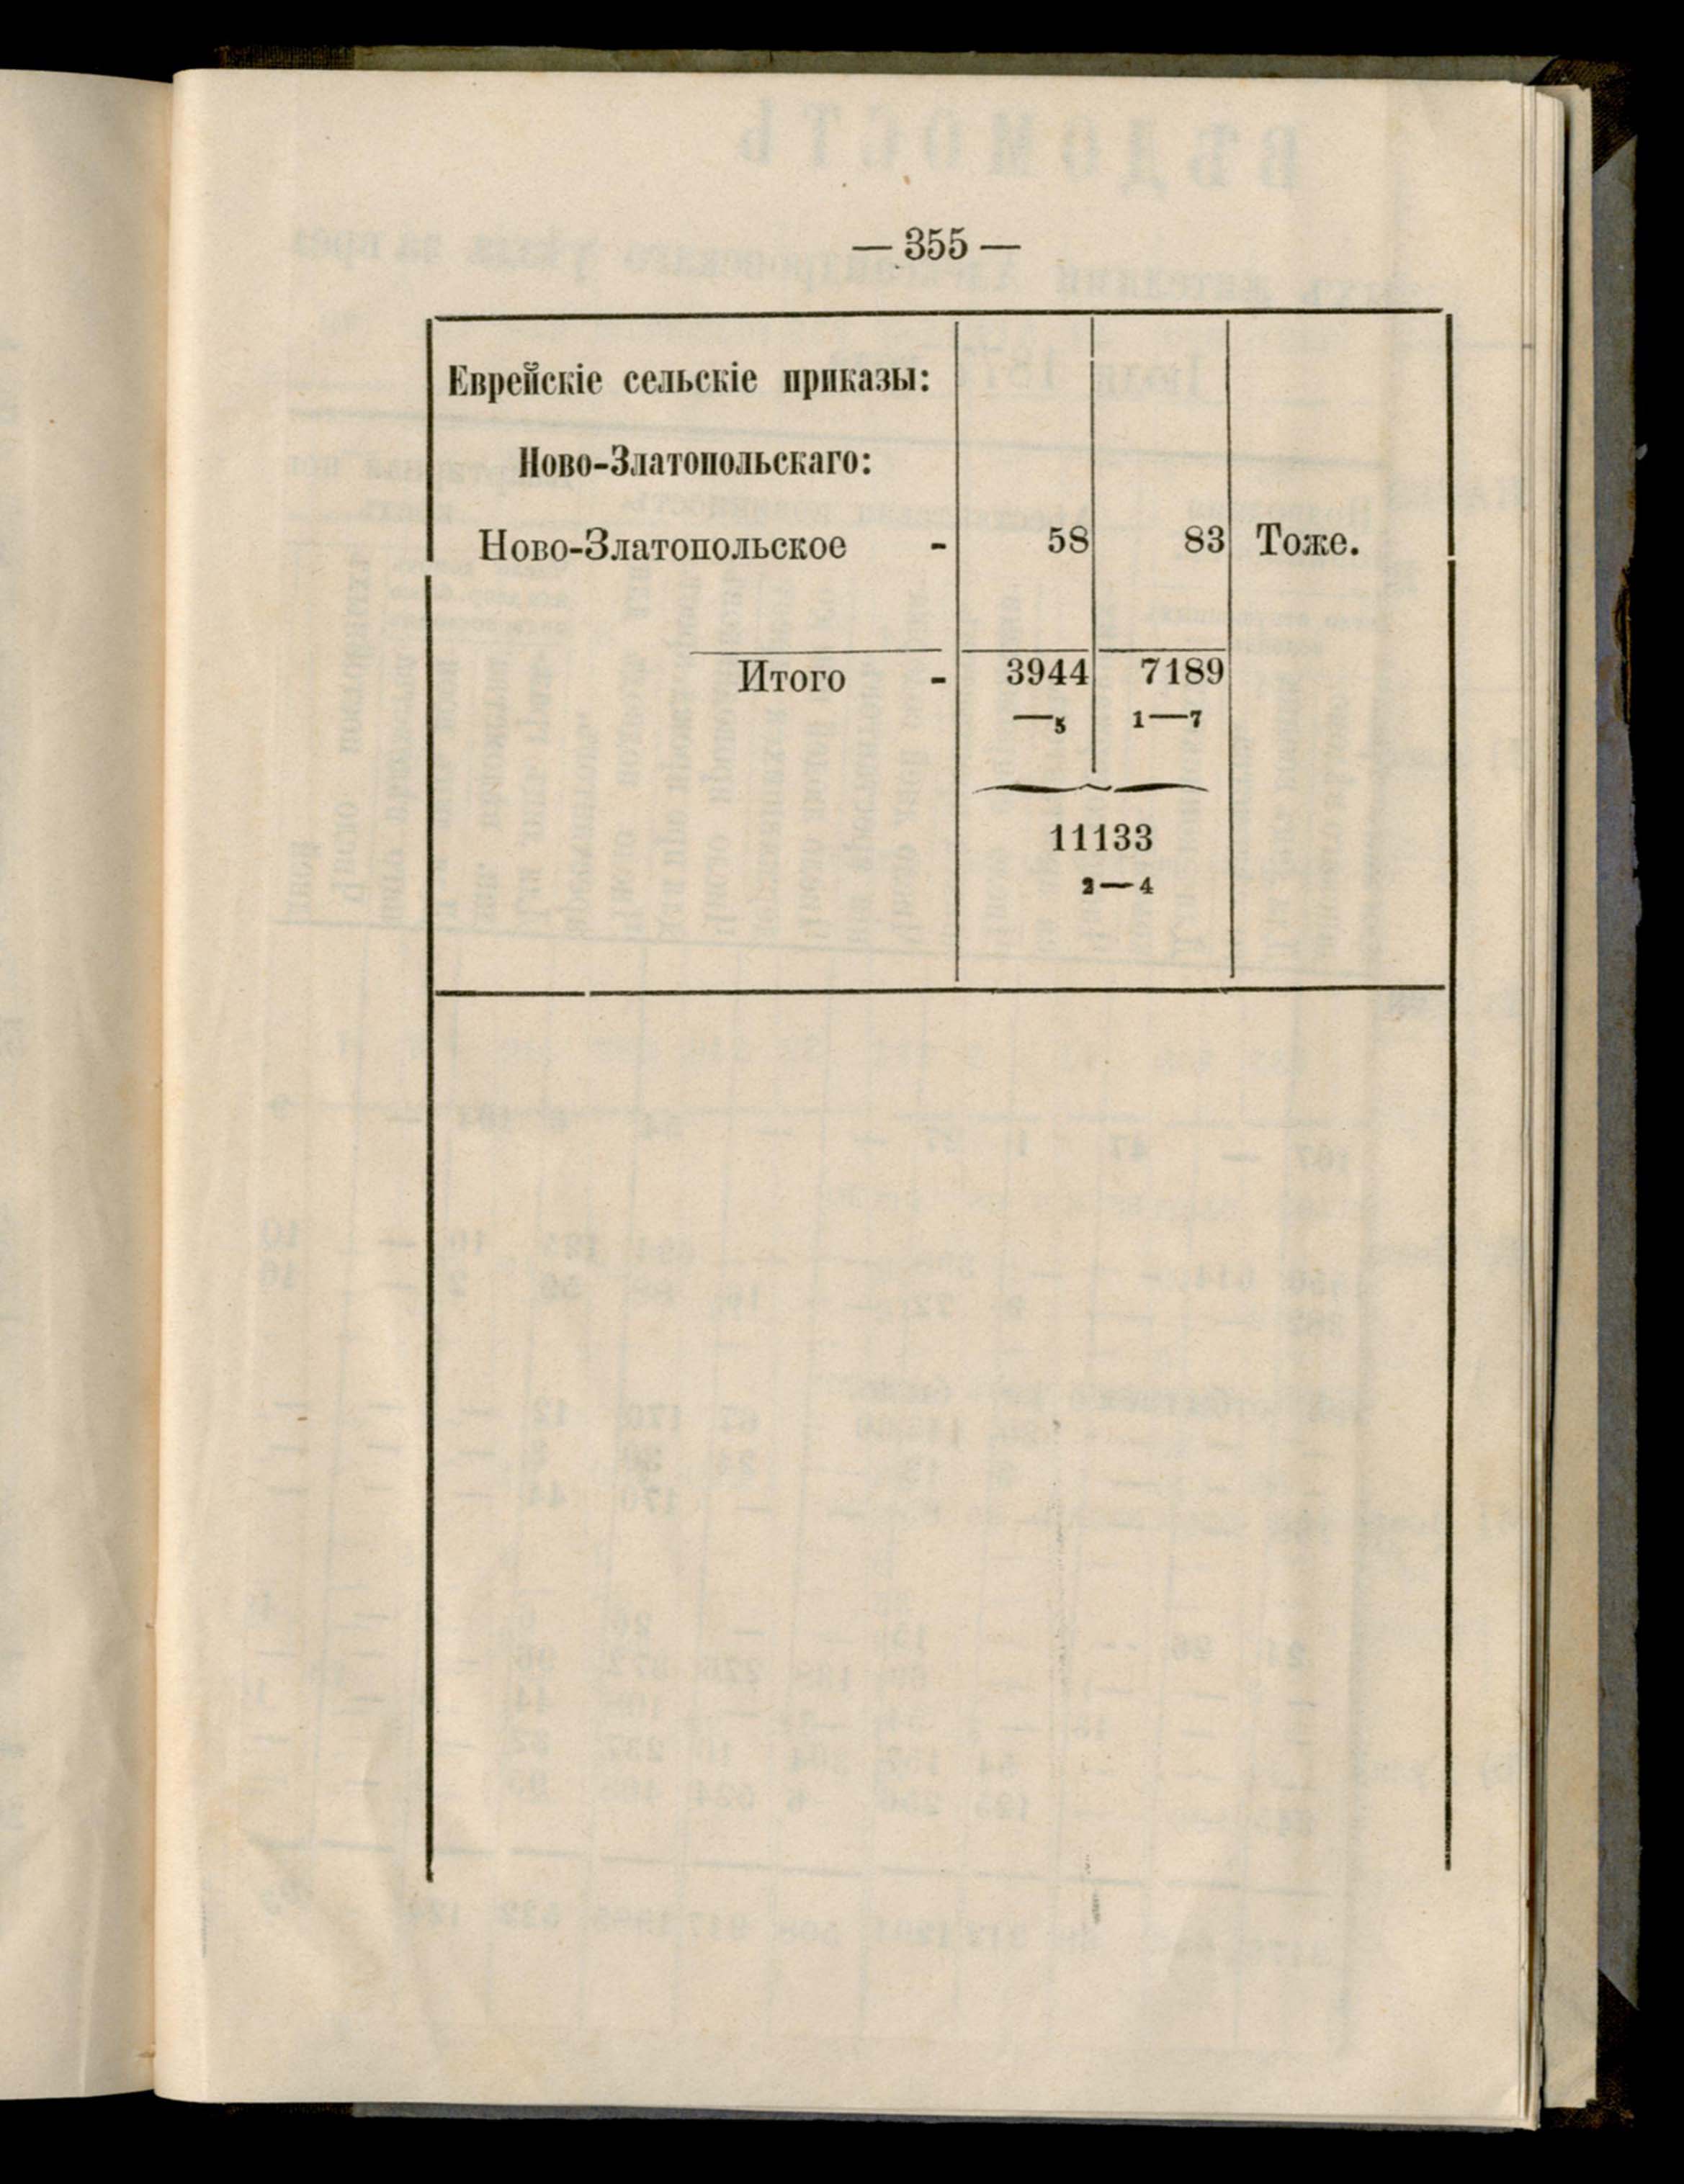 — 355 —
Еврейскіе сельскіе приказы:
Ново-Златопольскаго:
Ново-Златопольское - 58 83 Тоже.
Итого - 3944 7189
—5 1—7
11133
2—4